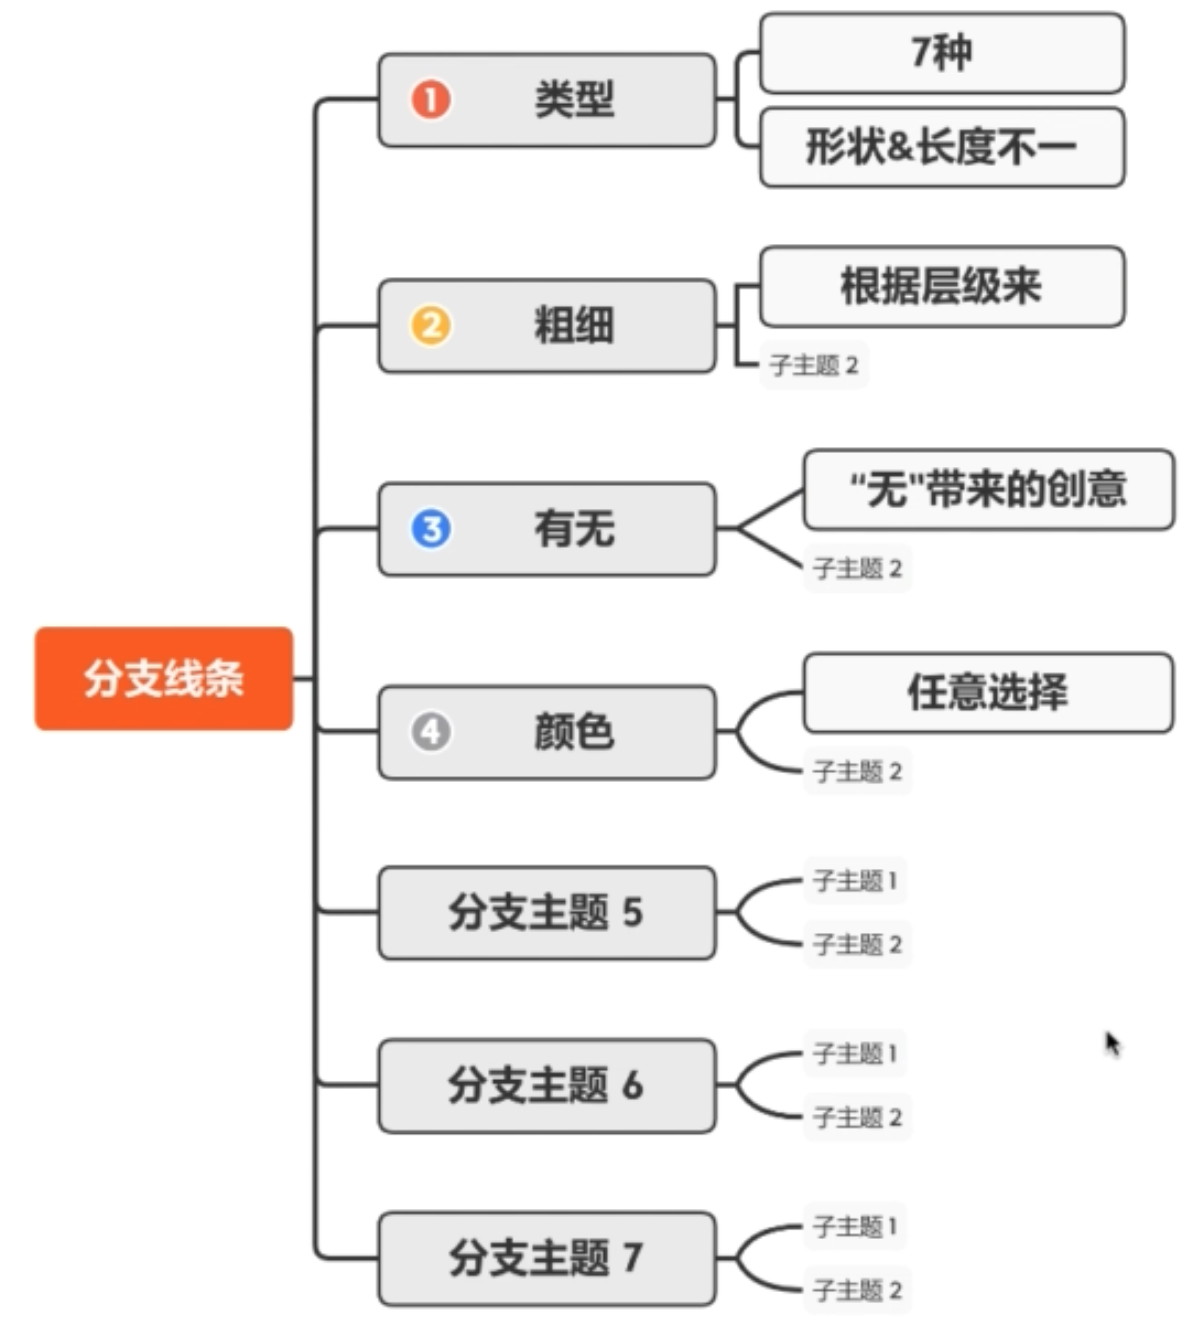 分支线条
1 类型
7种
形状&长度不一
2 粗细
根据层级来
子主题 2
3 有无
“无"带来的创意
子主题 2
4 颜色
任意选择
子主题 2
分支主题 5
子主题 1
子主题 2
分支主题 6
子主题 1
子主题 2
分支主题 7
子主题 1
子主题 2